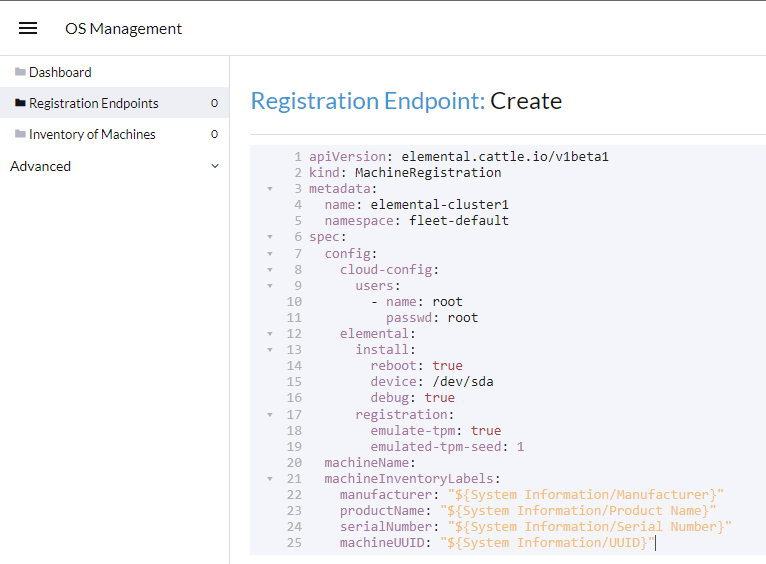 OS Management
Dashboard
Registration Endpoints 0
Inventory of Machines 0
Advanced
Registration Endpoint: Create
1 apiVersion: elemental.cattle.io/v1beta1
2 kind: MachineRegistration
3 metadata:
4   name: elemental-cluster1
5   namespace: fleet-default
6 spec:
7   config:
8     cloud-config:
9       users:
10         - name: root
11           passwd: root
12     elemental:
13       install:
14         reboot: true
15         device: /dev/sda
16         debug: true
17       registration:
18         emulate-tpm: true
19         emulated-tpm-seed: 1
20   machineName:
21   machineInventoryLabels:
22     manufacturer: "${System Information/Manufacturer}"
23     productName: "${System Information/Product Name}"
24     serialNumber: "${System Information/Serial Number}"
25     machineUUID: "${System Information/UUID}"